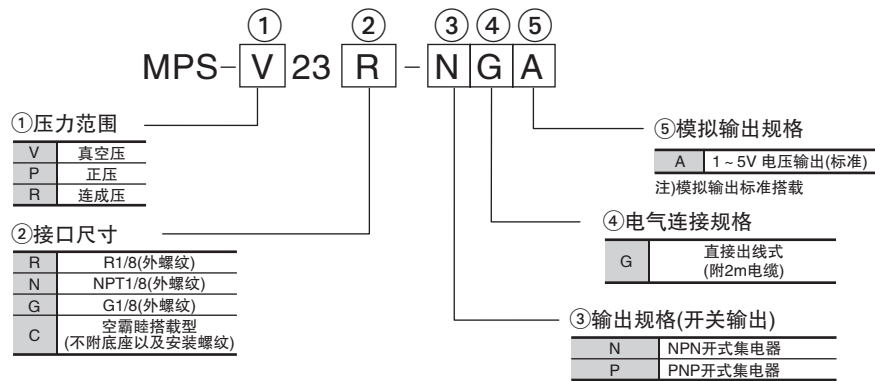 ① ② ③ ④ ⑤
MPS-V23R-NGA
①压力范围
V 真空压
P 正压
R 连成压
②接口尺寸
R R1/8(外螺纹)
N NPT1/8(外螺纹)
G G1/8(外螺纹)
C 空霸睦搭载型
(不附底座以及安装螺纹)
⑤模拟输出规格
A 1~5V 电压输出(标准)
注)模拟输出标准搭载
④电气连接规格
G 直接出线式
(附2m电缆)
③输出规格(开关输出)
N NPN开式集电器
P PNP开式集电器